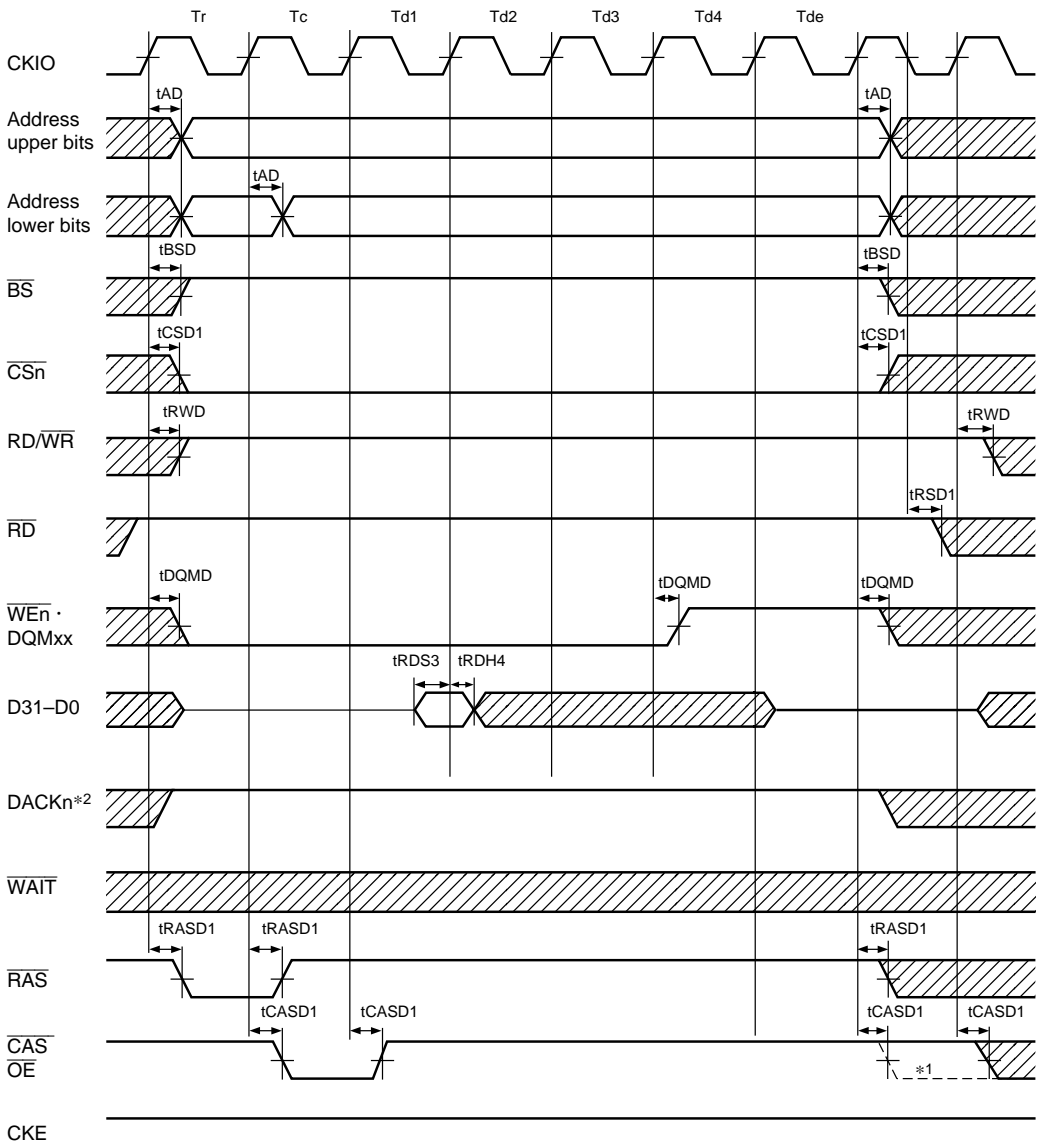 Tr Tc Td1 Td2 Td3 Td4 Tde
CKIO
tAD tAD
Address
upper bits
tAD
Address
lower bits
tBSD tBSD
BS
tCSD1 tCSD1
CSn
tRWD tRWD
RD/WR
tRSD1
RD
tDQMD tDQMD tDQMD
WEn ·
DQMxx
tRDS3 tRDH4
D31–D0
DACKn*2
WAIT
tRASD1 tRASD1 tRASD1
RAS
tCASD1 tCASD1 tCASD1 tCASD1
CAS
OE
*1
CKE